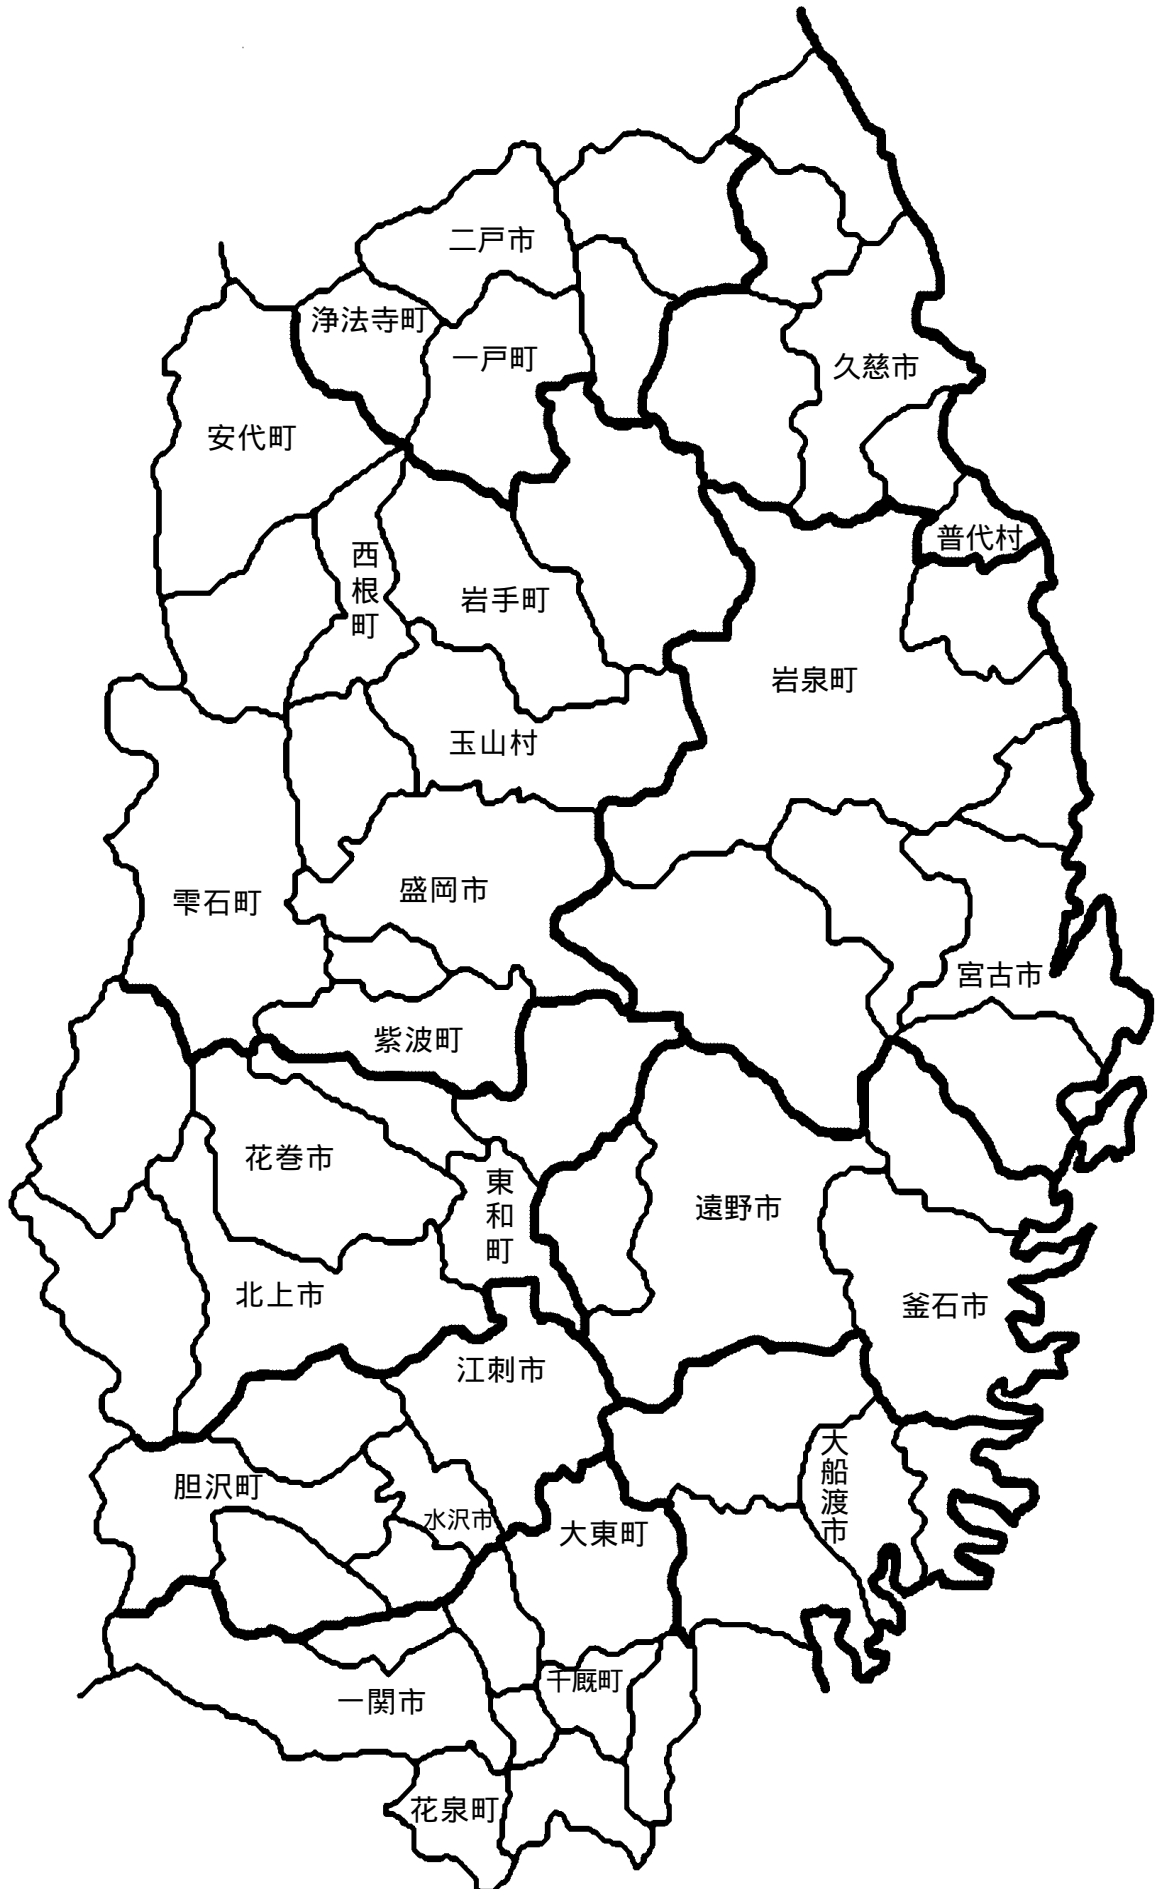 二戸市
浄法寺町
一戸町
久慈市
安代町
普代村
西根町
岩手町
岩泉町
玉山村
盛岡市
雫石町
宮古市
紫波町
花巻市
東和町
遠野市
北上市
釜石市
江刺市
大船渡市
胆沢町
水沢市
大東町
千厩町
一関市
花泉町